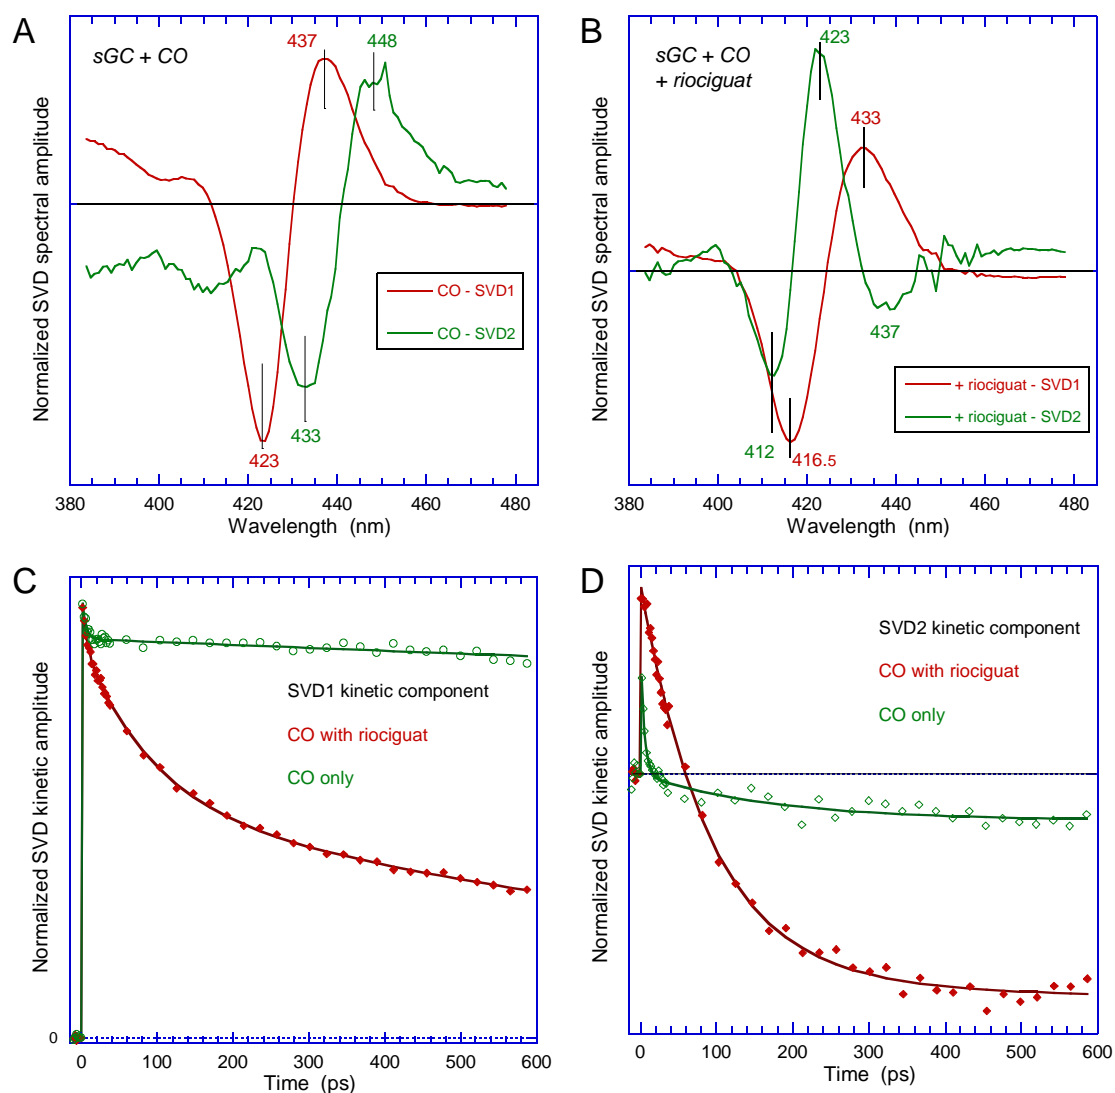 A
sGC + CO
437
448
423
433
CO - SVD1
CO - SVD2
Normalized SVD spectral amplitude
380 400 420 440 460 480
Wavelength (nm)
B
sGC + CO
+ riociguat
423
433
437
412
416.5
+ riociguat - SVD1
+ riociguat - SVD2
Normalized SVD spectral amplitude
380 400 420 440 460 480
Wavelength (nm)
C
SVD1 kinetic component
CO with riociguat
CO only
Normalized SVD kinetic amplitude
0
0 100 200 300 400 500 600
Time (ps)
D
SVD2 kinetic component
CO with riociguat
CO only
Normalized SVD kinetic amplitude
0 100 200 300 400 500 600
Time (ps)